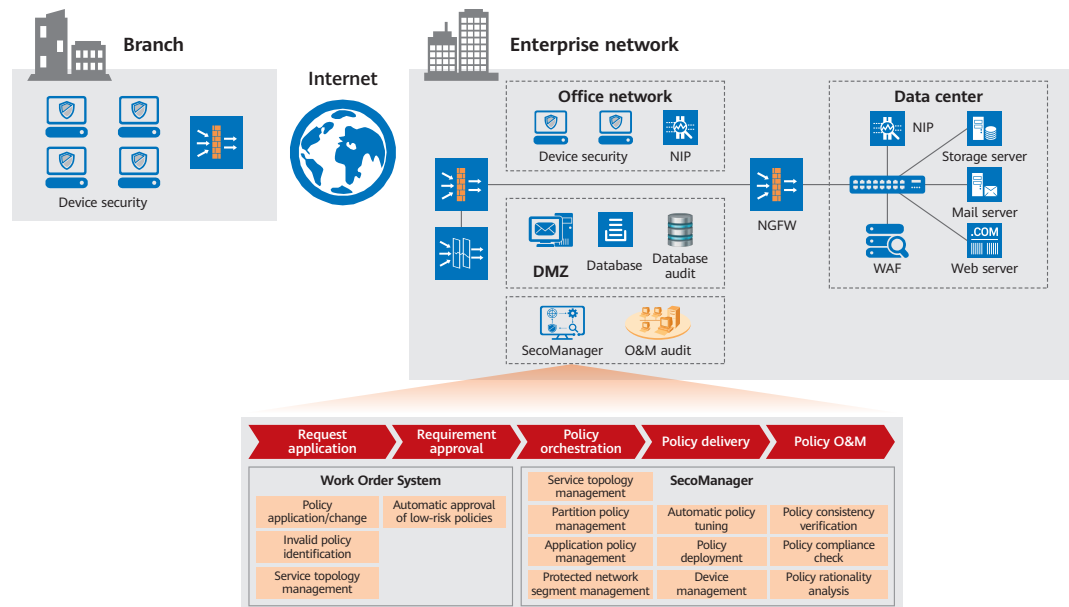 Branch
Internet
Enterprise network
Device security
Office network
Device security
NIP
DMZ
Database
Database
audit
SecoManager
O&M audit
NGFW
Data center
NIP
Storage server
Mail server
.COM
Web server
WAF
Request
application
Requirement
approval
Policy
orchestration
Policy delivery
Policy O&M
Work Order System
Policy
application/change
Automatic approval
of low-risk policies
Invalid policy
identification
Service topology
management
SecoManager
Service topology
management
Partition policy
management
Automatic policy
tuning
Policy consistency
verification
Application policy
management
Policy
deployment
Policy compliance
check
Protected network
segment management
Device
management
Policy rationality
analysis